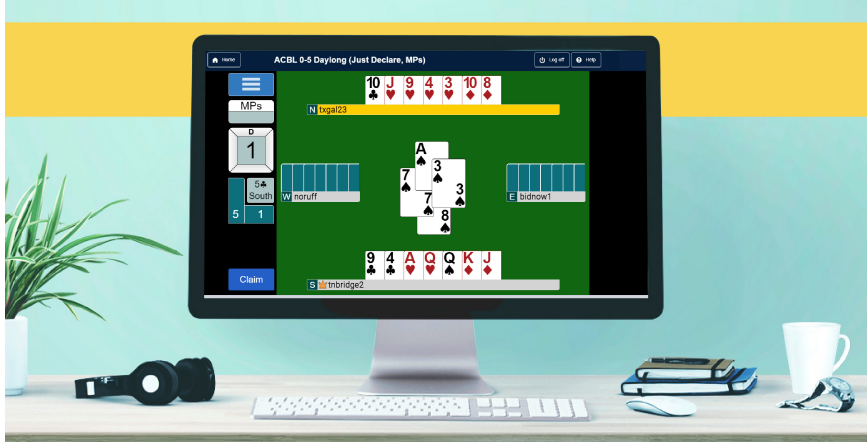 Home
ACBL 0-5 Daylong (Just Declare, MPs)
Log off
Help
MPs
D
1
5♣
South
5 1
Claim
10♣ J♥ 9♥ 4♥ 3♥ 10♦ 8♦
N txgal23
A♠
3♠
7♠
3♠
7♠
8♠
W noruff
E bidnow1
9♣ 4♣ A♥ Q♥ Q♠ K♦ J♦
S tnbridge2